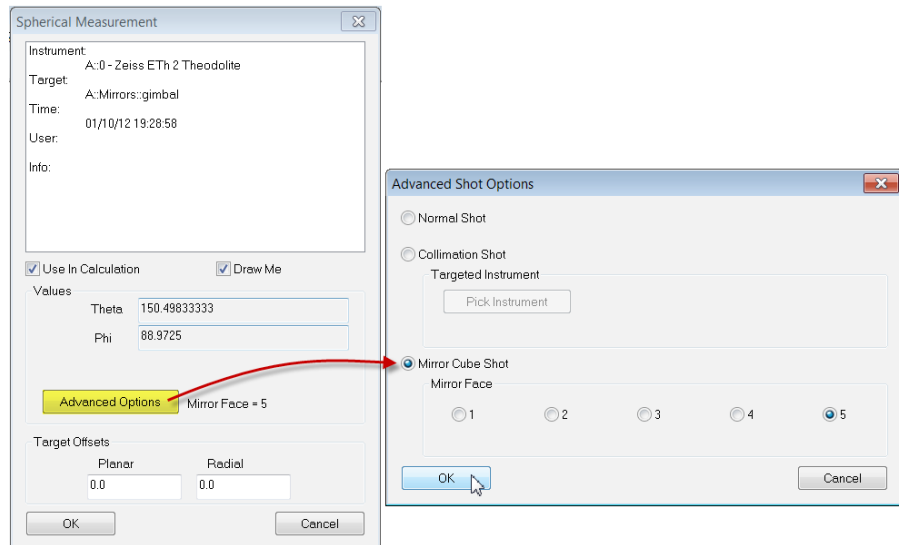 Spherical Measurement
Instrument:
A::0 - Zeiss ETh 2 Theodolite
Target:
A::Mirrors::gimbal
Time:
01/10/12 19:28:58
User:
Info:
Use In Calculation
Draw Me
Values
Theta 150.49833333
Phi 88.9725
Advanced Options Mirror Face = 5
Target Offsets
Planar Radial
0.0 0.0
OK Cancel
Advanced Shot Options
Normal Shot
Collimation Shot
Targeted Instrument
Pick Instrument
Mirror Cube Shot
Mirror Face
1 2 3 4 5
OK Cancel